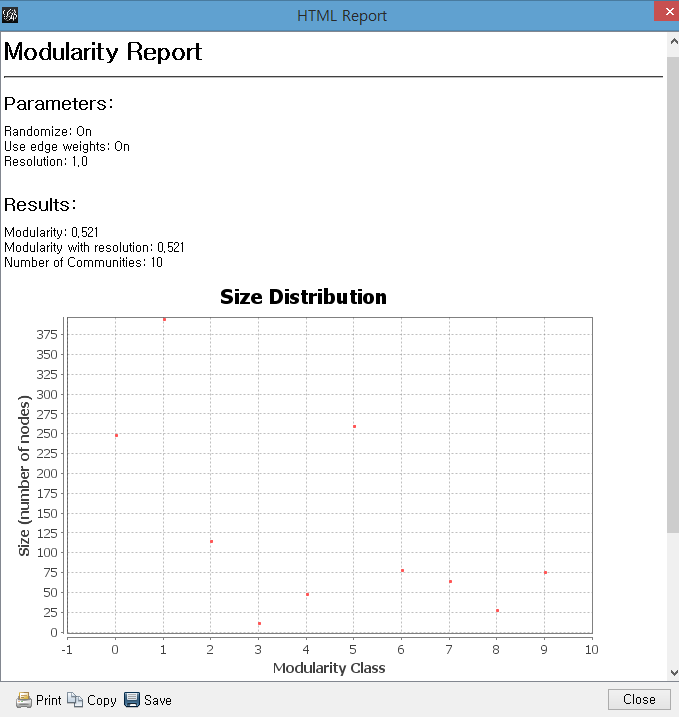 HTML Report
Modularity Report
Parameters:
Randomize: On
Use edge weights: On
Resolution: 1,0
Results:
Modularity: 0,521
Modularity with resolution: 0,521
Number of Communities: 10
Size Distribution
375
350
325
300
275
250
225
200
175
150
125
100
75
50
25
0
Size (number of nodes)
-1 0 1 2 3 4 5 6 7 8 9 10
Modularity Class
Print Copy Save Close